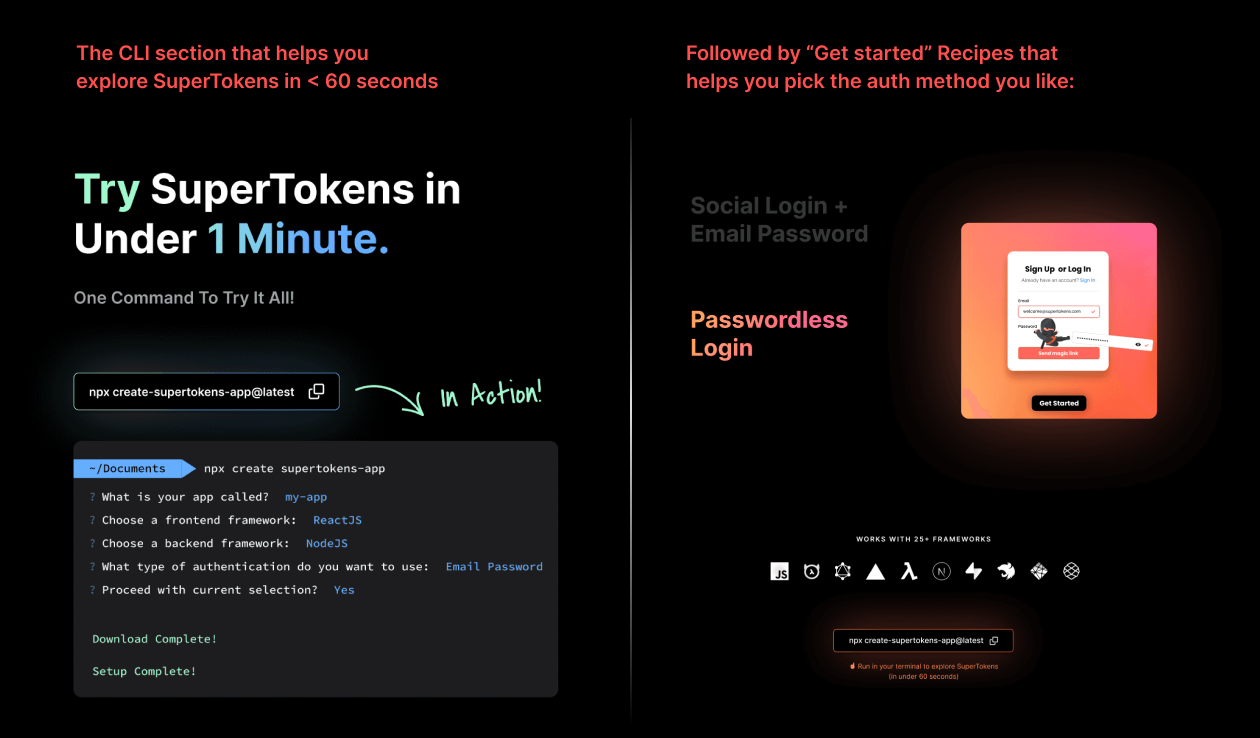 The CLI section that helps you
explore SuperTokens in < 60 seconds
Try SuperTokens in
Under 1 Minute.
One Command To Try It All!
npx create-supertokens-app@latest
In Action!
~/Documents npx create supertokens-app
? What is your app called? my-app
? Choose a frontend framework: ReactJS
? Choose a backend framework: NodeJS
? What type of authentication do you want to use: Email Password
? Proceed with current selection? Yes
Download Complete!
Setup Complete!
Followed by “Get started” Recipes that
helps you pick the auth method you like:
Social Login +
Email Password
Passwordless
Login
Sign Up or Log In
Already have an account? Sign In
Email
welcome@supertokens.com
Password
Send magic link
Get Started
WORKS WITH 25+ FRAMEWORKS
JS
N
npx create-supertokens-app@latest
Run in your terminal to explore SuperTokens
(in under 60 seconds)